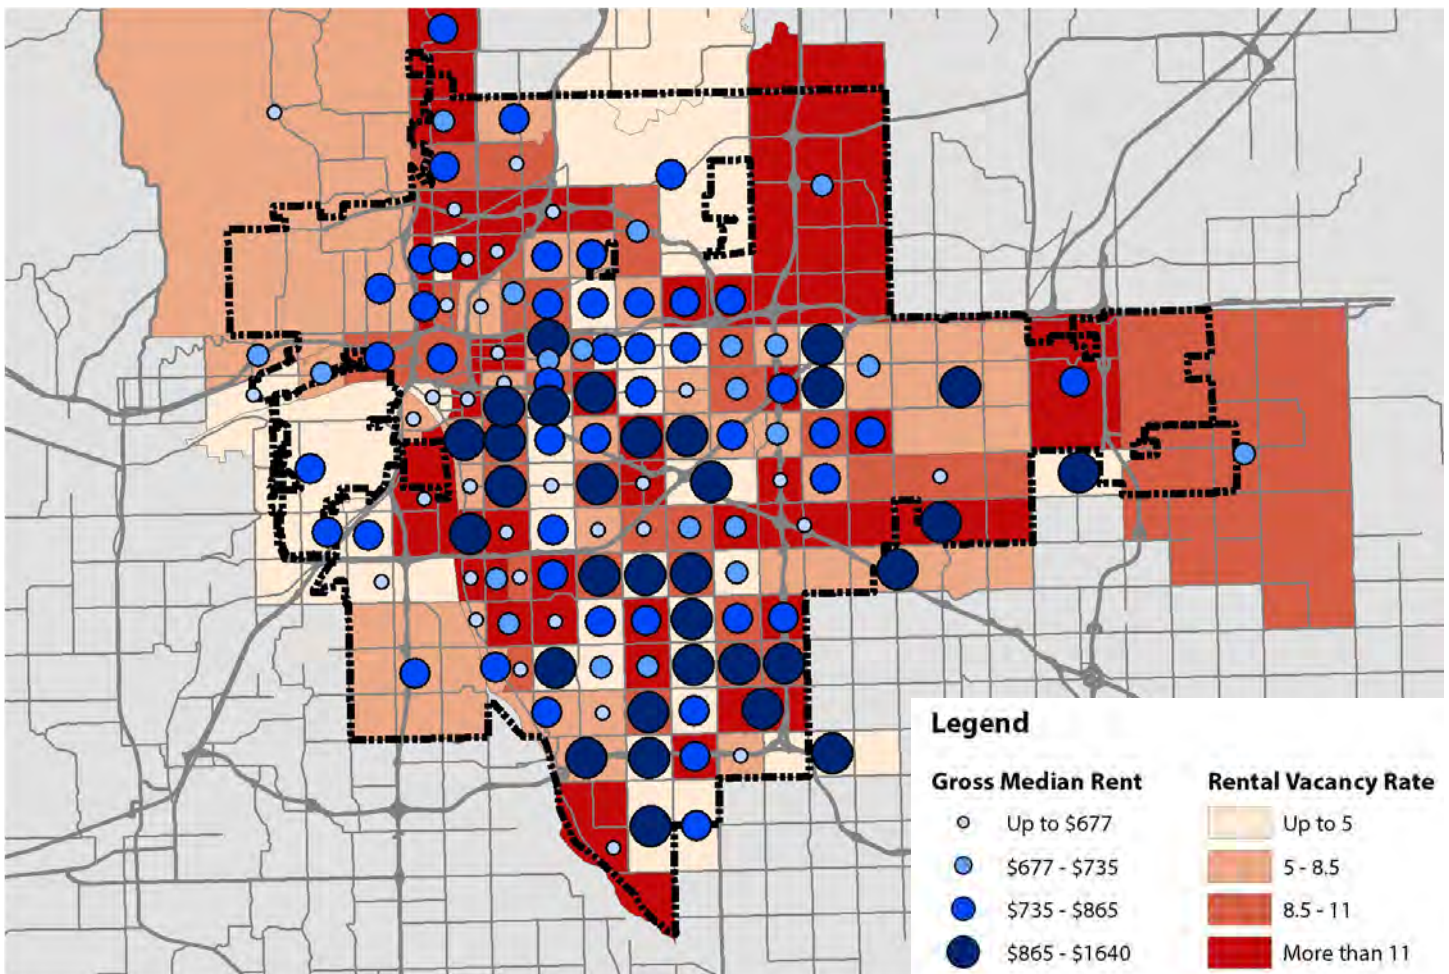 Legend
Gross Median Rent
Up to $677
$677 - $735
$735 - $865
$865 - $1640
Rental Vacancy Rate
Up to 5
5 - 8.5
8.5 - 11
More than 11